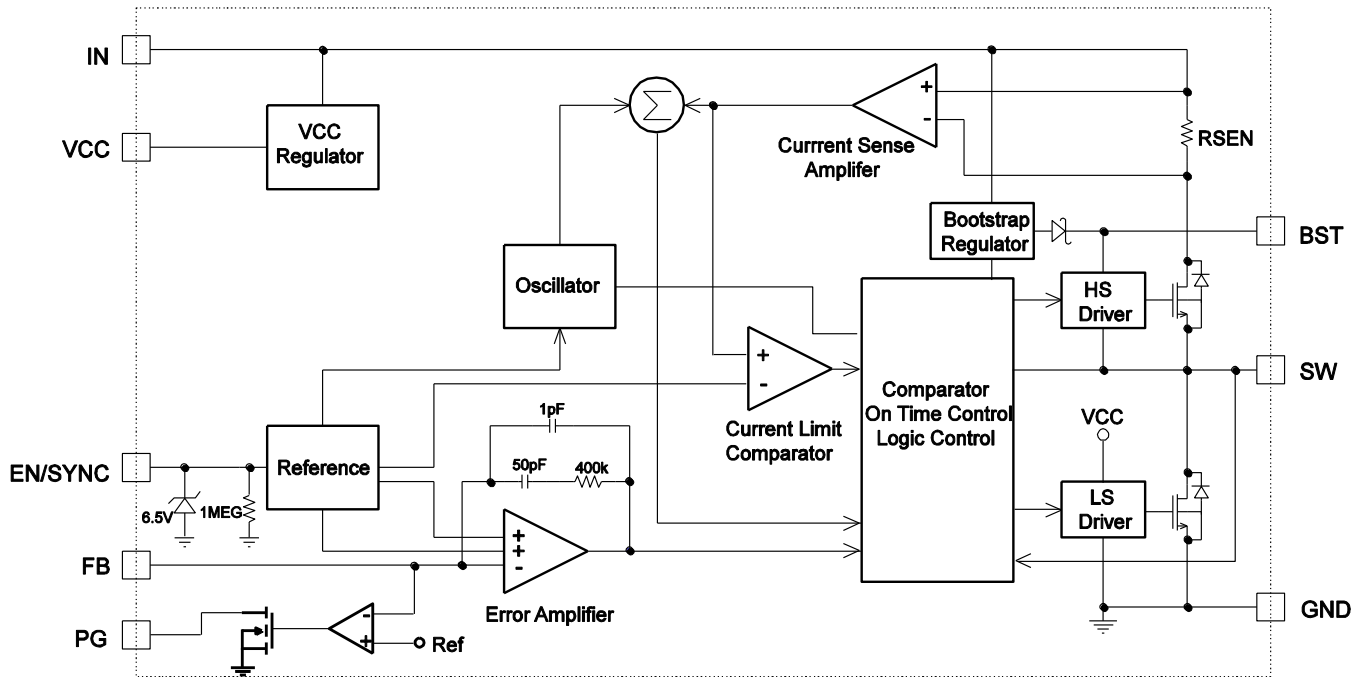 IN
VCC
VCC
Regulator
Σ
+
-
Currrent Sense
Amplifer
RSEN
Bootstrap
Regulator
BST
Oscillator
HS
Driver
+
-
Current Limit
Comparator
Comparator
On Time Control
Logic Control
SW
VCC
1pF
50pF
400k
EN/SYNC
Reference
6.5V
1MEG
LS
Driver
+
+
-
Error Amplifier
FB
PG
-
+
Ref
GND